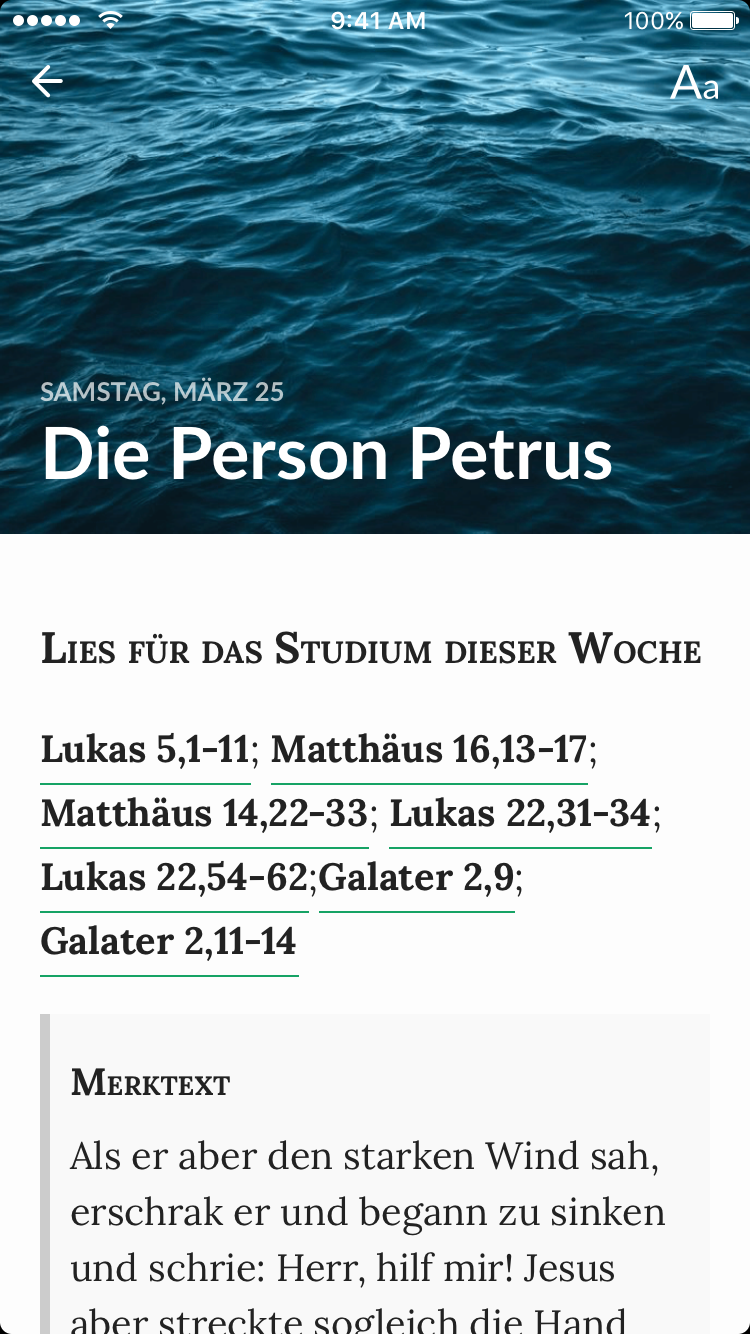 9:41 AM
100%
Aa
SAMSTAG, MÄRZ 25
Die Person Petrus
Lies für das Studium dieser Woche
Lukas 5,1-11; Matthäus 16,13-17;
Matthäus 14,22-33; Lukas 22,31-34;
Lukas 22,54-62;Galater 2,9;
Galater 2,11-14
Merktext
Als er aber den starken Wind sah,
erschrak er und begann zu sinken
und schrie: Herr, hilf mir! Jesus
aber streckte sogleich die Hand